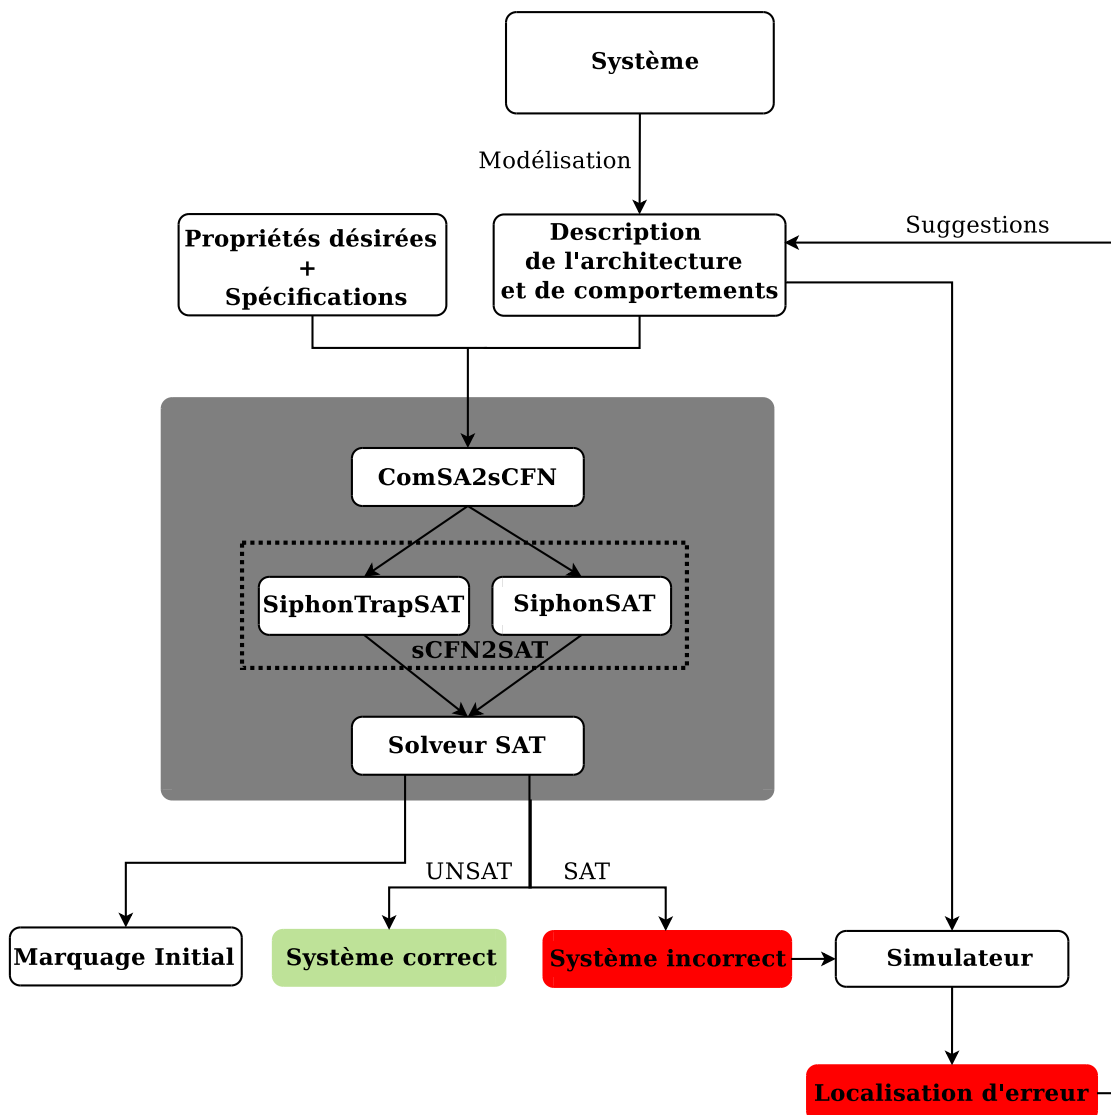 Système
Modélisation
Propriétés désirées
+
Spécifications
Description
de l'architecture
et de comportements
Suggestions
ComSA2sCFN
SiphonTrapSAT
SiphonSAT
sCFN2SAT
Solveur SAT
UNSAT
SAT
Marquage Initial
Système correct
Système incorrect
Simulateur
Localisation d'erreur